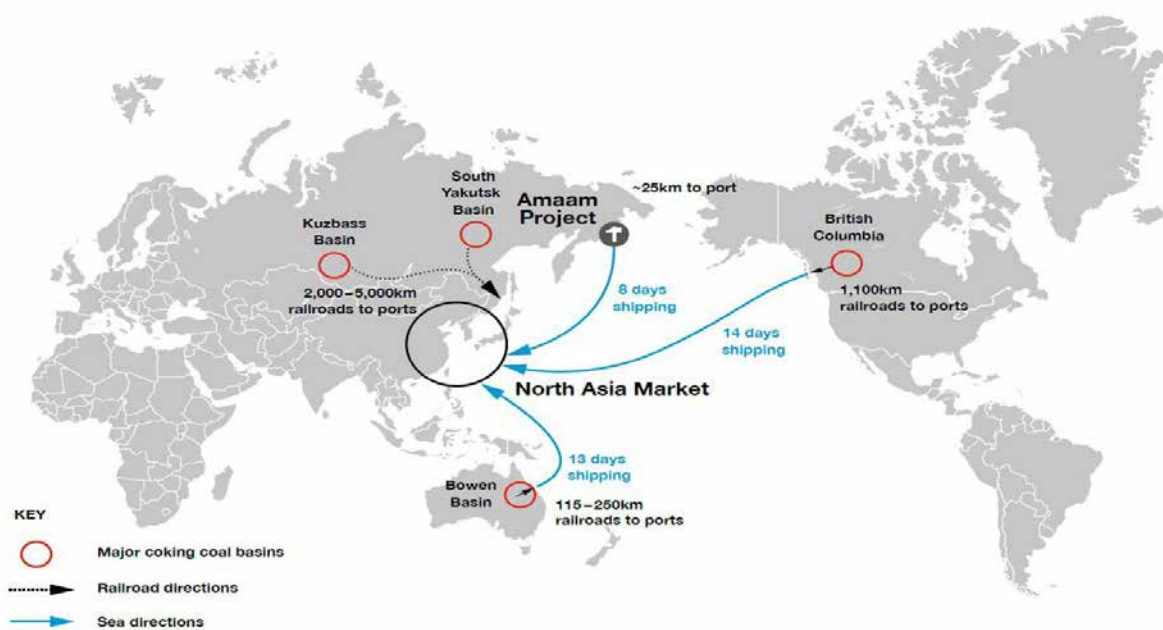 South
Yakutsk
Basin
Amaam
Project
~25km to port
Kuzbass
Basin
British
Columbia
2,000–5,000km
railroads to ports
8 days
shipping
1,100km
railroads to ports
14 days
shipping
North Asia Market
13 days
shipping
Bowen
Basin
115–250km
railroads to ports
KEY
Major coking coal basins
Railroad directions
Sea directions